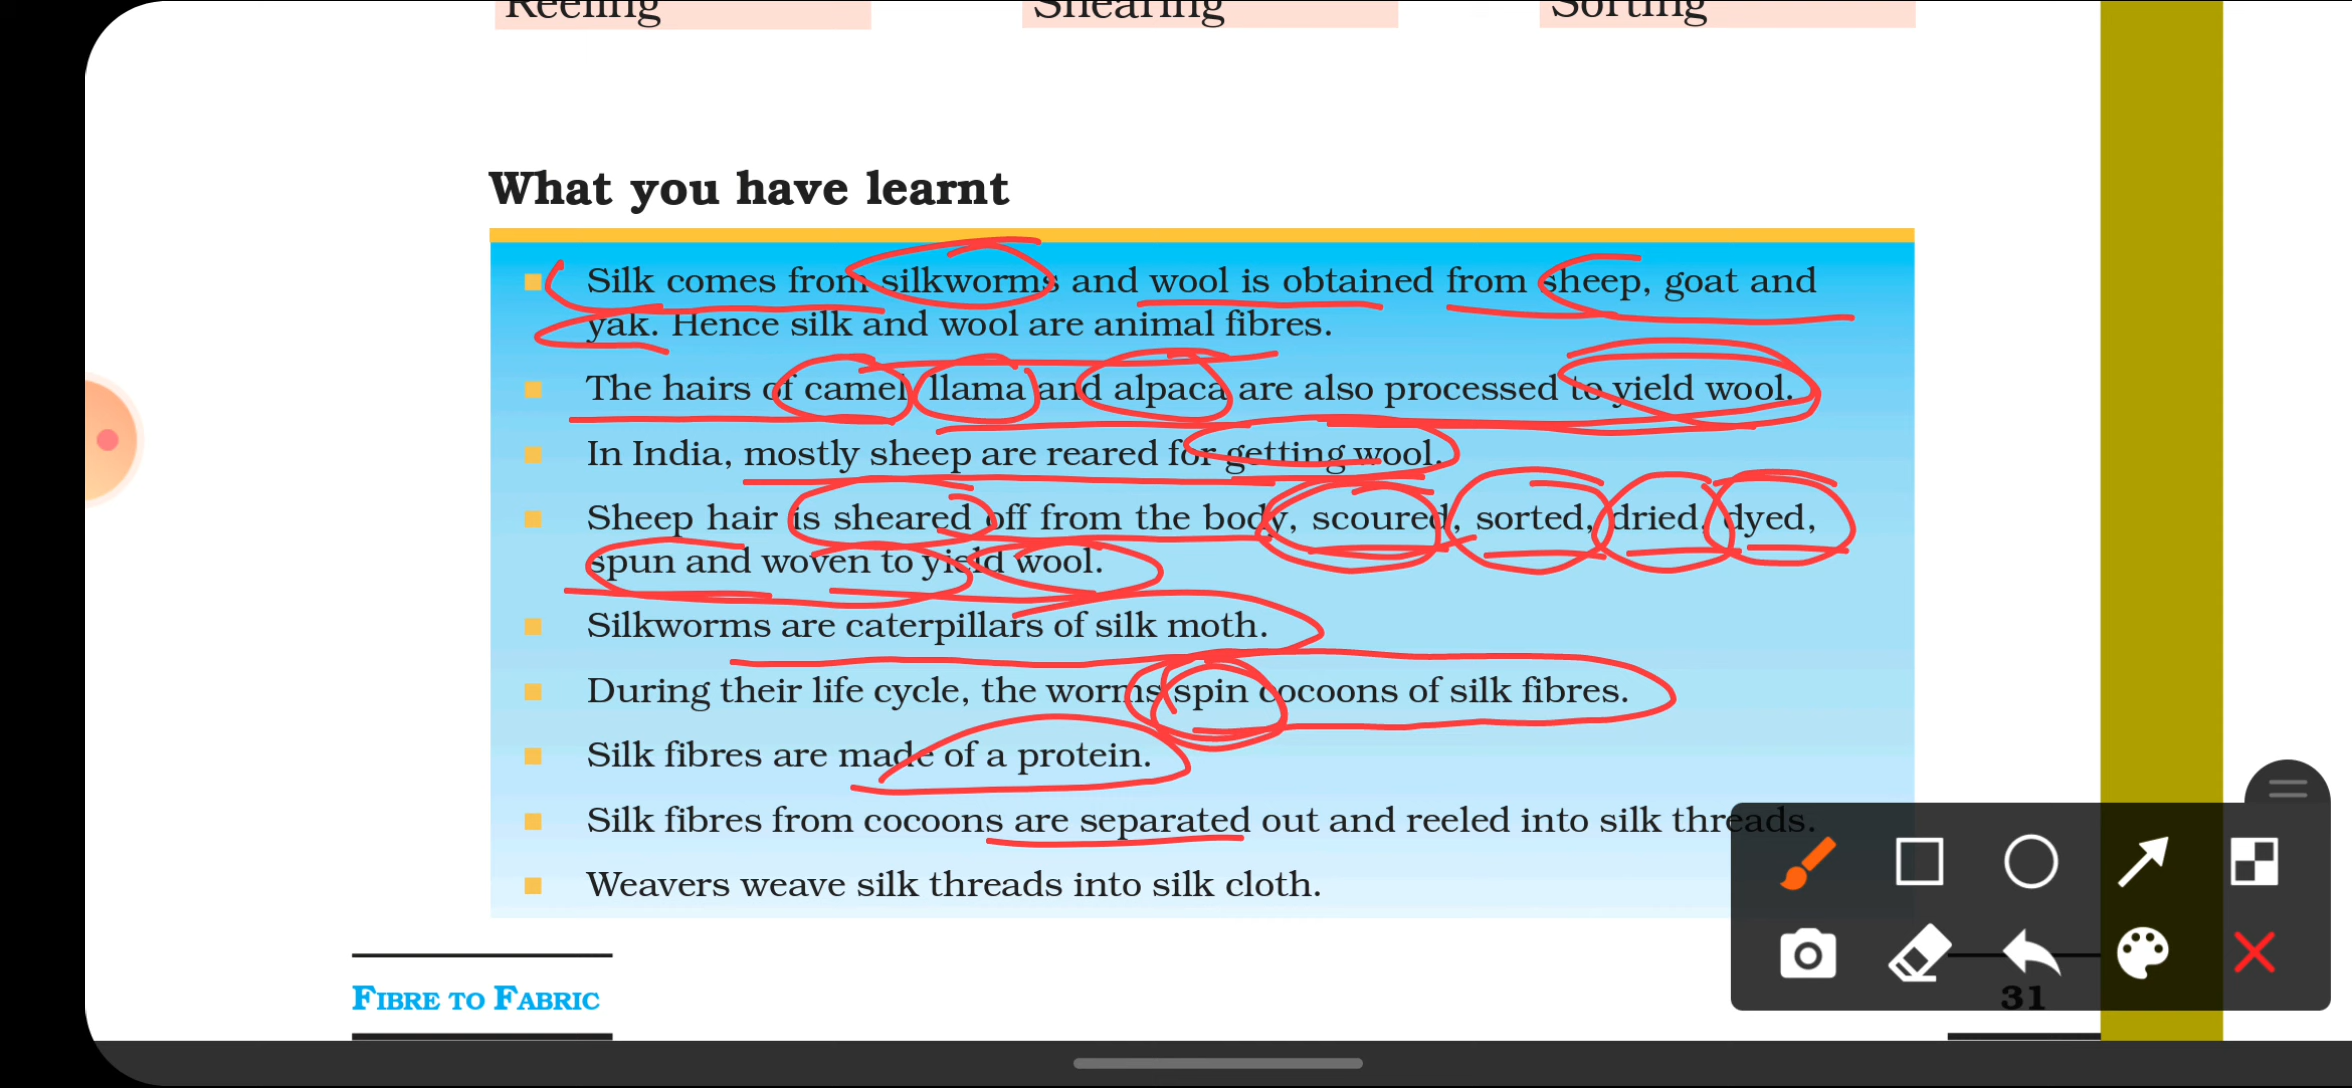 Reeling Shearing Sorting
What you have learnt
Silk comes from silkworms and wool is obtained from sheep, goat and
yak. Hence silk and wool are animal fibres.
The hairs of camel, llama and alpaca are also processed to yield wool.
In India, mostly sheep are reared for getting wool.
Sheep hair is sheared off from the body, scoured, sorted, dried, dyed,
spun and woven to yield wool.
Silkworms are caterpillars of silk moth.
During their life cycle, the worms spin cocoons of silk fibres.
Silk fibres are made of a protein.
Silk fibres from cocoons are separated out and reeled into silk threads.
Weavers weave silk threads into silk cloth.
FIBRE TO FABRIC
31